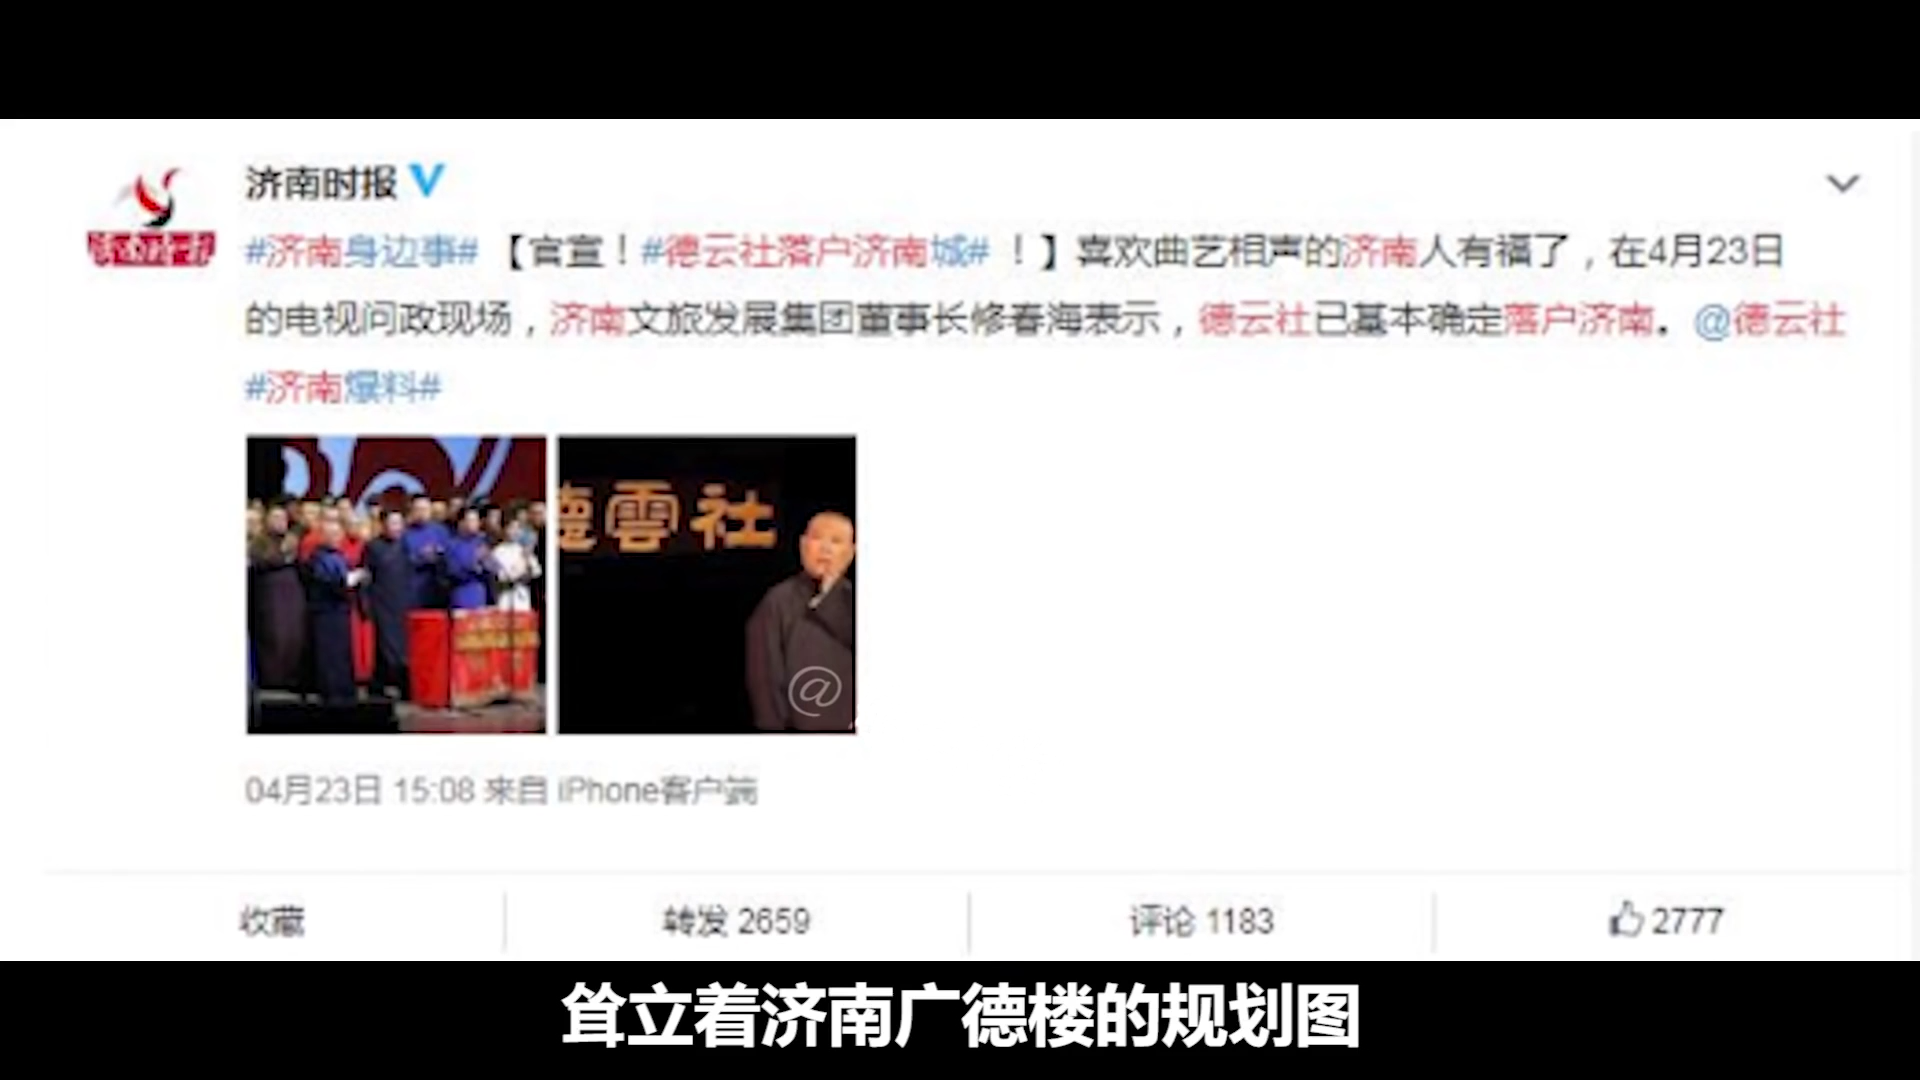 济南时报
#济南身边事# 【官宣！#德云社落户济南城# ！】喜欢曲艺相声的济南人有福了，在4月23日
的电视问政现场，济南文旅发展集团董事长修春海表示，德云社已基本确定落户济南。@德云社
#济南爆料#
德雲社
@
04月23日 15:08 来自 iPhone客户端
收藏
转发 2659
评论 1183
2777
耸立着济南广德楼的规划图